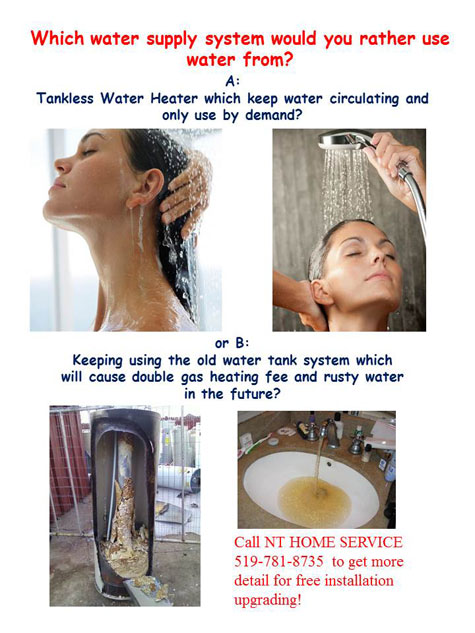 Which water supply system would you rather use
water from?
A:
Tankless Water Heater which keep water circulating and
only use by demand?
or B:
Keeping using the old water tank system which
will cause double gas heating fee and rusty water
in the future?
Call NT HOME SERVICE
519-781-8735 to get more
detail for free installation
upgrading!